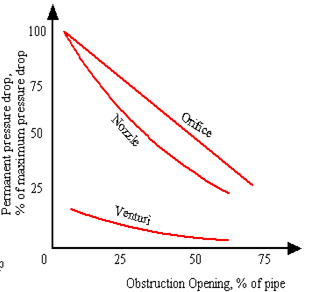 Permanent pressure drop,
% of maximum pressure drop
100
75
50
25
0
Orifice
Nozzle
Venturi
0
25
50
75
Obstruction Opening, % of pipe
p